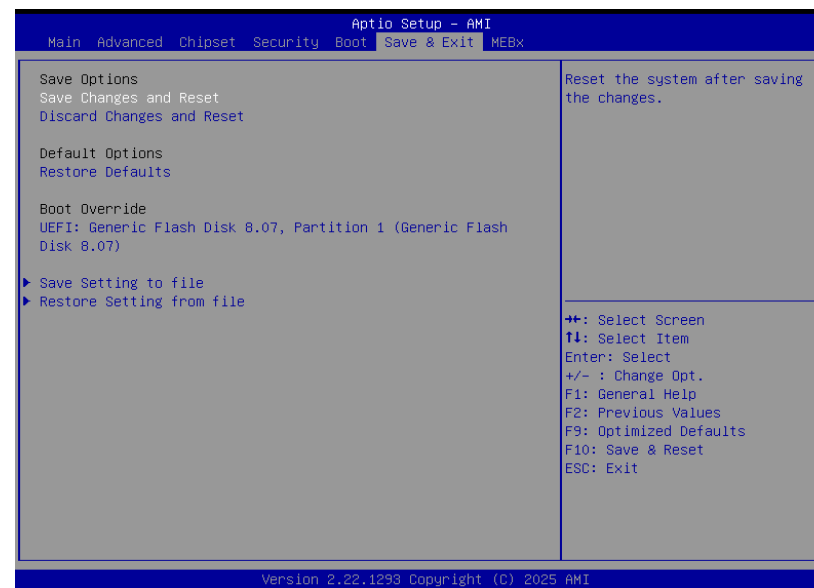 Aptio Setup – AMI
Main Advanced Chipset Security Boot Save & Exit MEBx
Save Options
Save Changes and Reset
Discard Changes and Reset
Default Options
Restore Defaults
Boot Override
UEFI: Generic Flash Disk 8.07, Partition 1 (Generic Flash
Disk 8.07)
▶ Save Setting to file
▶ Restore Setting from file
Reset the system after saving
the changes.
→←: Select Screen
↑↓: Select Item
Enter: Select
+/- : Change Opt.
F1: General Help
F2: Previous Values
F9: Optimized Defaults
F10: Save & Reset
ESC: Exit
Version 2.22.1293 Copyright (C) 2025 AMI